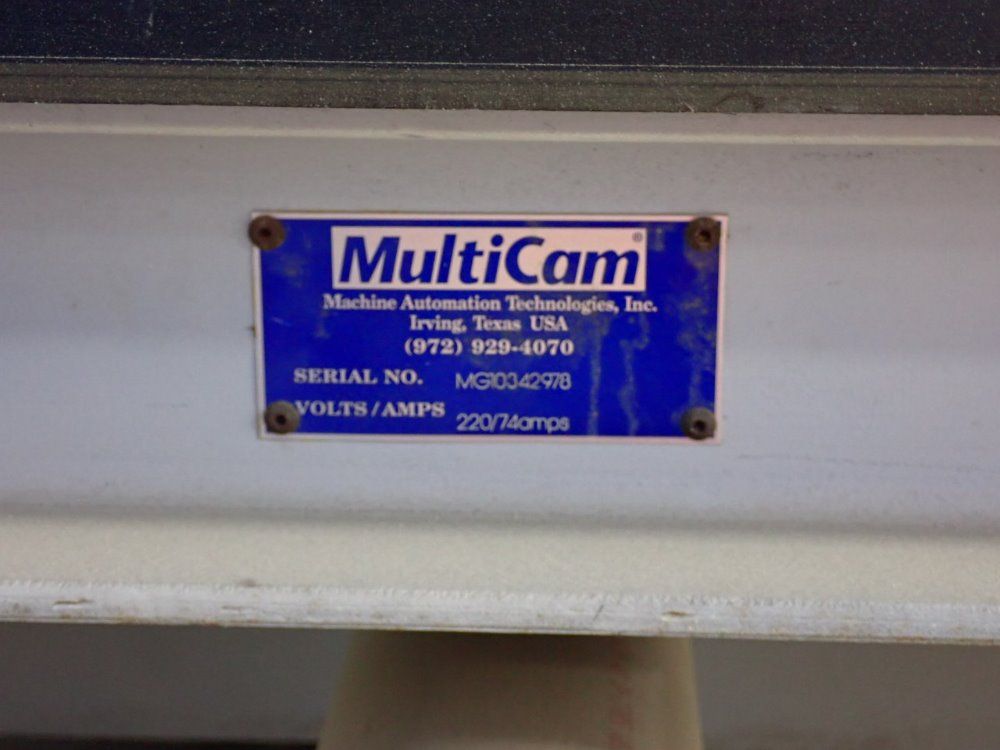 MultiCam®
Machine Automation Technologies, Inc.
Irving, Texas USA
(972) 929-4070
SERIAL NO. MG10342978
VOLTS/AMPS 220/74amps